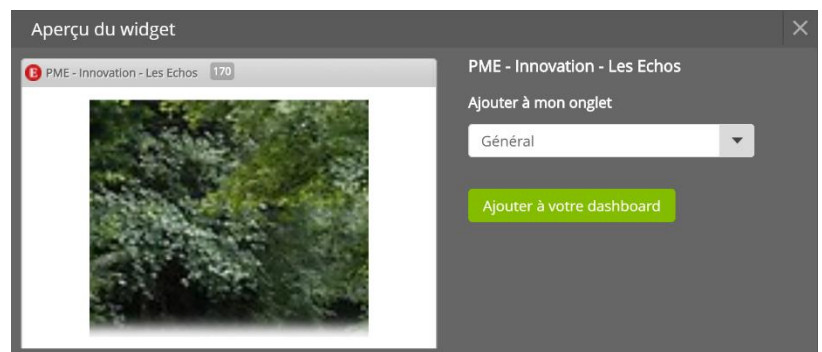 Aperçu du widget
E PME - Innovation - Les Echos 170
PME - Innovation - Les Echos
Ajouter à mon onglet
Général
Ajouter à votre dashboard